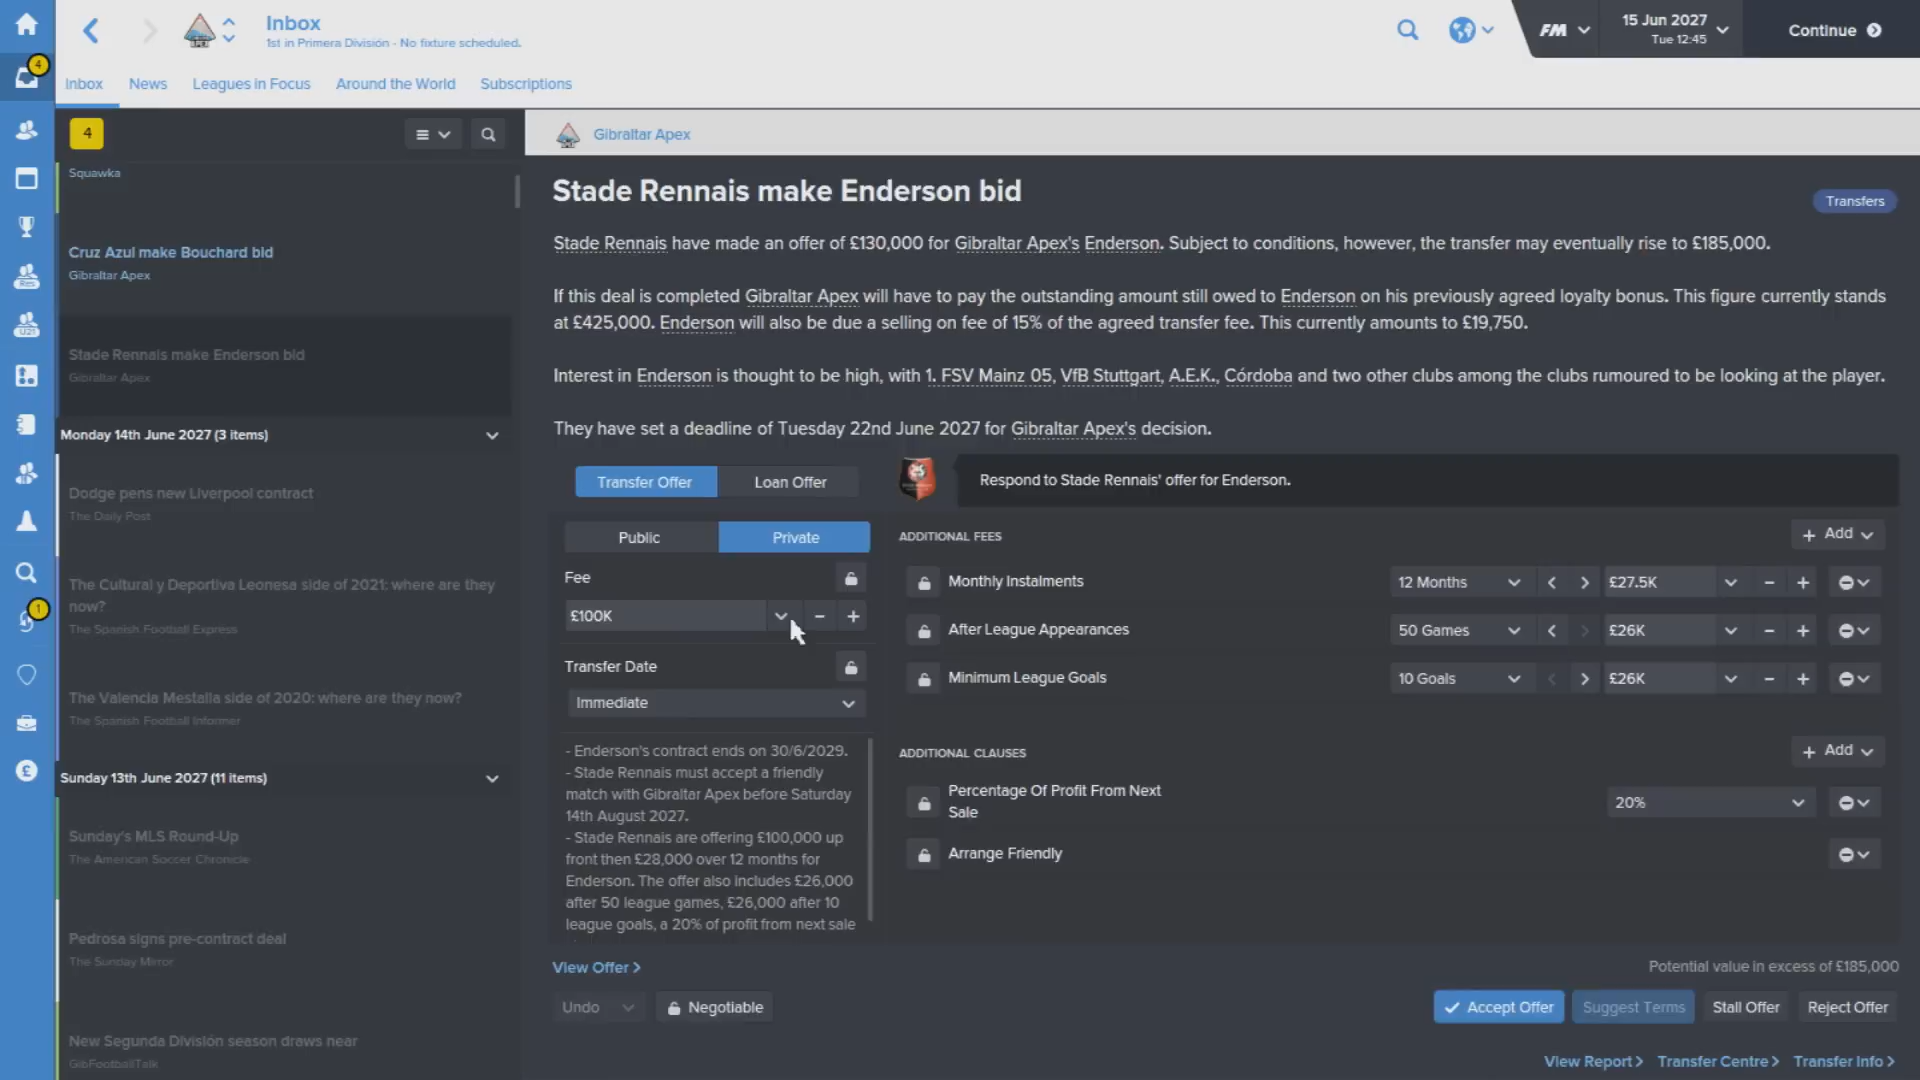 Inbox
1st in Primera División - No fixture scheduled.
FM
15 Jun 2027
Tue 12:45
Continue
4
Inbox
News
Leagues in Focus
Around the World
Subscriptions
4
Gibraltar Apex
Squawka
Cruz Azul make Bouchard bid
Gibraltar Apex
Stade Rennais make Enderson bid
Gibraltar Apex
Monday 14th June 2027 (3 items)
Dodge pens new Liverpool contract
The Daily Post
The Cultural y Deportiva Leonesa side of 2021: where are they
now?
The Spanish Football Express
The Valencia Mestalla side of 2020: where are they now?
The Spanish Football Informer
Sunday 13th June 2027 (11 items)
Sunday's MLS Round-Up
The American Soccer Chronicle
Pedrosa signs pre-contract deal
The Sunday Mirror
New Segunda División season draws near
GibFootballTalk
Res
U21
1
Stade Rennais make Enderson bid
Transfers
Stade Rennais have made an offer of £130,000 for Gibraltar Apex's Enderson. Subject to conditions, however, the transfer may eventually rise to £185,000.
If this deal is completed Gibraltar Apex will have to pay the outstanding amount still owed to Enderson on his previously agreed loyalty bonus. This figure currently stands
at £425,000. Enderson will also be due a selling on fee of 15% of the agreed transfer fee. This currently amounts to £19,750.
Interest in Enderson is thought to be high, with 1. FSV Mainz 05, VfB Stuttgart, A.E.K., Córdoba and two other clubs among the clubs rumoured to be looking at the player.
They have set a deadline of Tuesday 22nd June 2027 for Gibraltar Apex's decision.
Transfer Offer
Loan Offer
Respond to Stade Rennais' offer for Enderson.
Public
Private
Fee
£100K
Transfer Date
Immediate
- Enderson's contract ends on 30/6/2029.
- Stade Rennais must accept a friendly
match with Gibraltar Apex before Saturday
14th August 2027.
- Stade Rennais are offering £100,000 up
front then £28,000 over 12 months for
Enderson. The offer also includes £26,000
after 50 league games, £26,000 after 10
league goals, a 20% of profit from next sale
ADDITIONAL FEES
Add
Monthly Instalments
12 Months
£27.5K
After League Appearances
50 Games
£26K
Minimum League Goals
10 Goals
£26K
ADDITIONAL CLAUSES
Add
Percentage Of Profit From Next
Sale
20%
Arrange Friendly
View Offer >
Potential value in excess of £185,000
Undo
Negotiable
Accept Offer
Suggest Terms
Stall Offer
Reject Offer
View Report >
Transfer Centre >
Transfer Info >